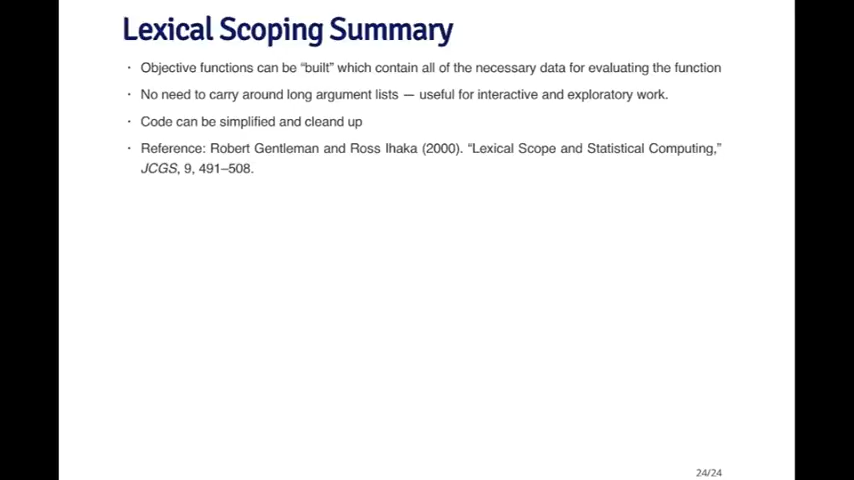 Lexical Scoping Summary
· Objective functions can be “built” which contain all of the necessary data for evaluating the function
· No need to carry around long argument lists — useful for interactive and exploratory work.
· Code can be simplified and cleand up
· Reference: Robert Gentleman and Ross Ihaka (2000). “Lexical Scope and Statistical Computing,”
JCGS, 9, 491–508.
24/24